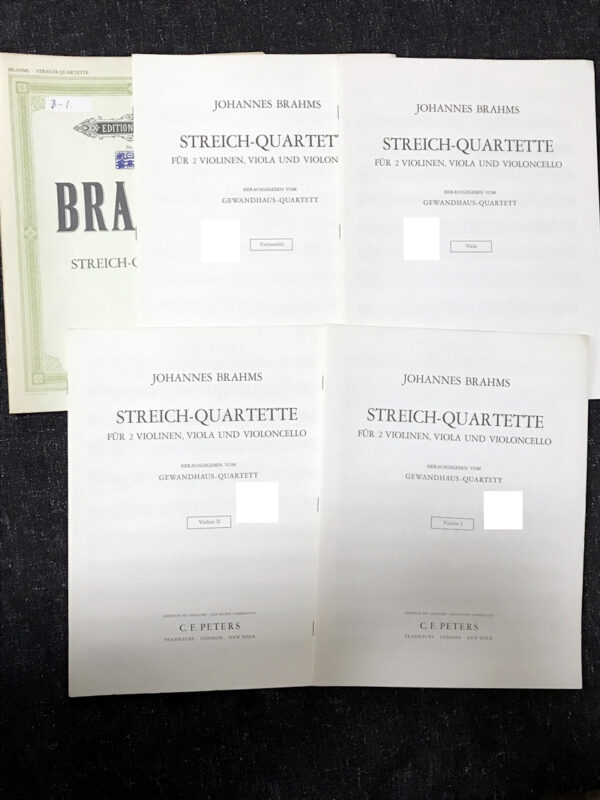 BRAHMS · STREICH-QUARTETTE
B-1
EDITION
Nr
BRA
STREICH-Q
JOHANNES BRAHMS
STREICH-QUARTET
FÜR 2 VIOLINEN, VIOLA UND VIOLON
HERAUSGEGEBEN VOM
GEWANDHAUS-QUARTETT
Violoncello
JOHANNES BRAHMS
STREICH-QUARTETTE
FÜR 2 VIOLINEN, VIOLA UND VIOLONCELLO
HERAUSGEGEBEN VOM
GEWANDHAUS-QUARTETT
Viola
JOHANNES BRAHMS
STREICH-QUARTETTE
FÜR 2 VIOLINEN, VIOLA UND VIOLONCELLO
HERAUSGEGEBEN VOM
GEWANDHAUS-QUARTETT
Violine II
C. F. PETERS
FRANKFURT · LONDON · NEW YORK
JOHANNES BRAHMS
STREICH-QUARTETTE
FÜR 2 VIOLINEN, VIOLA UND VIOLONCELLO
HERAUSGEGEBEN VOM
GEWANDHAUS-QUARTETT
Violine I
C. F. PETERS
FRANKFURT · LONDON · NEW YORK